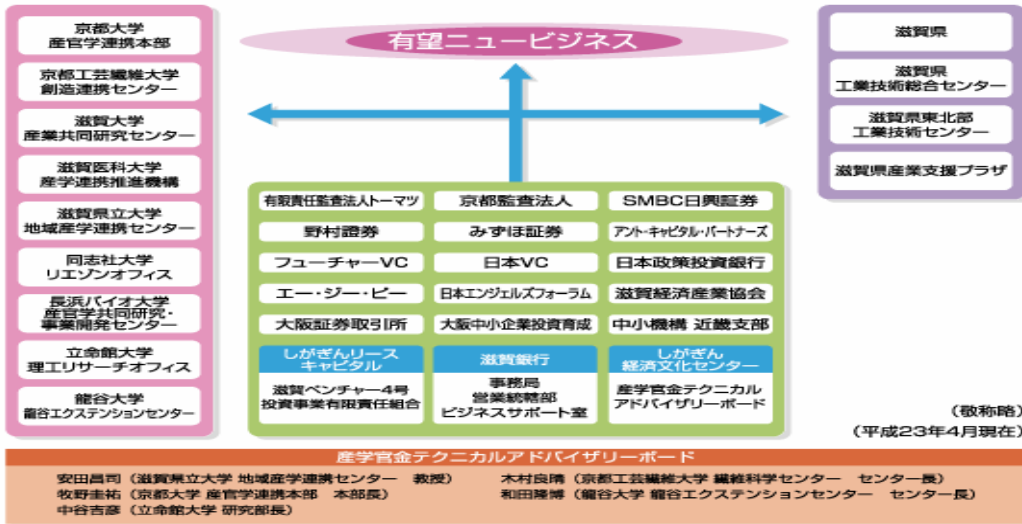 京都大学
産官学連携本部
京都工芸繊維大学
創造連携センター
滋賀大学
産業共同研究センター
滋賀医科大学
産学連携推進機構
滋賀県立大学
地域産学連携センター
同志社大学
リエゾンオフィス
長浜バイオ大学
産官学共同研究・
事業開発センター
立命館大学
理工リサーチオフィス
龍谷大学
龍谷エクステンションセンター
有望ニュービジネス
滋賀県
滋賀県
工業技術総合センター
滋賀県東北部
工業技術センター
滋賀県産業支援プラザ
有限責任監査法人トーマツ
京都監査法人
SMBC日興証券
野村證券
みずほ証券
アント・キャピタル・パートナーズ
フューチャーVC
日本VC
日本政策投資銀行
エー・ジー・ピー
日本エンジェルズフォーラム
滋賀経済産業協会
大阪証券取引所
大阪中小企業投資育成
中小機構 近畿支部
しがぎんリース
キャピタル
滋賀ベンチャー4号
投資事業有限責任組合
滋賀銀行
事務局
営業統轄部
ビジネスサポート室
しがぎん
経済文化センター
産学官金テクニカル
アドバイザリーボード
(敬称略)
(平成23年4月現在)
産学官金テクニカルアドバイザリーボード
安田昌司(滋賀県立大学 地域産学連携センター 教授)
木村良晴(京都工芸繊維大学 繊維科学センター センター長)
牧野圭祐(京都大学 産官学連携本部 本部長)
和田隆博(龍谷大学 龍谷エクステンションセンター センター長)
中谷吉彦(立命館大学 研究部長)